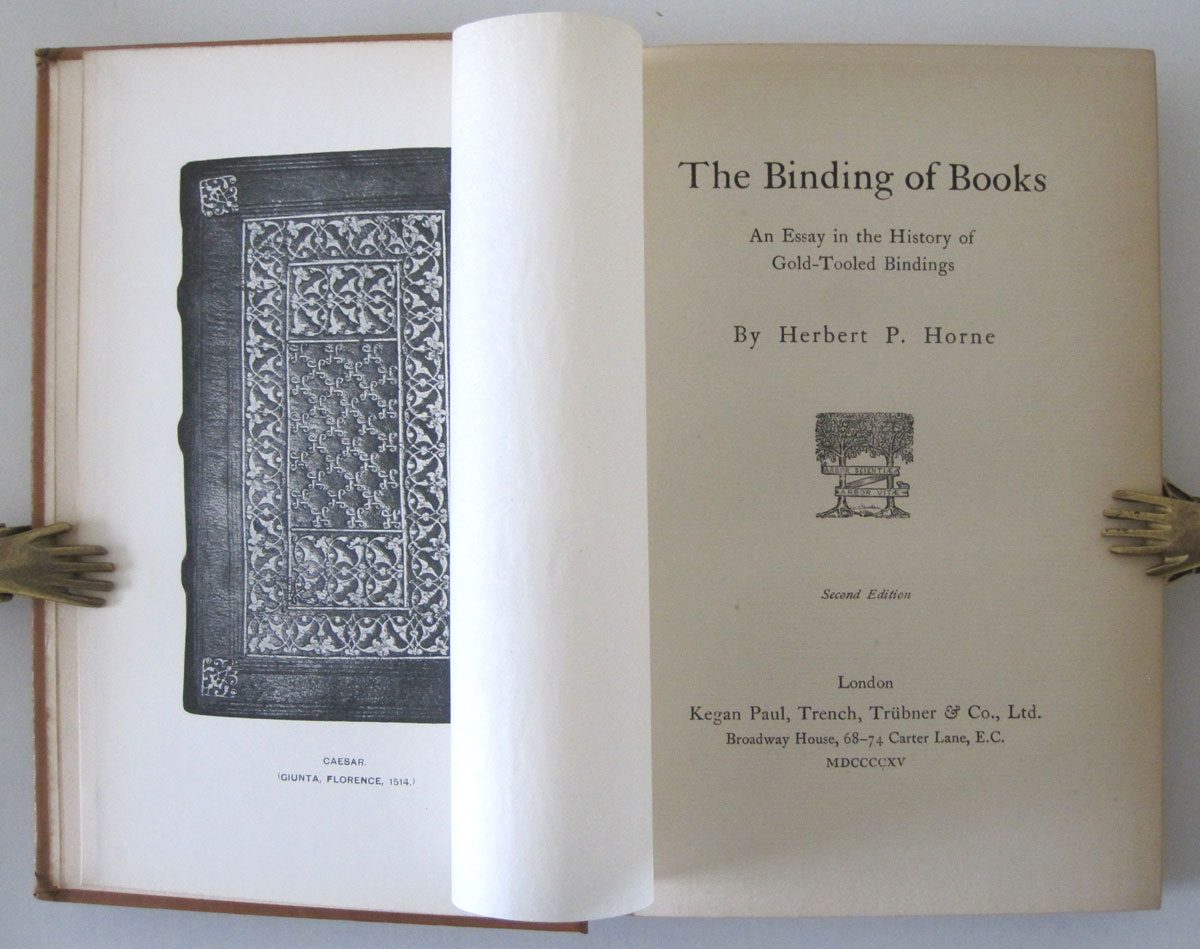 CAESAR.
(GIUNTA, FLORENCE, 1514.)
The Binding of Books
An Essay in the History of
Gold-Tooled Bindings
By Herbert P. Horne
ARBOR SCIENTIÆ
ARBOR VITÆ
Second Edition
London
Kegan Paul, Trench, Trübner & Co., Ltd.
Broadway House, 68–74 Carter Lane, E.C.
MDCCCCXV